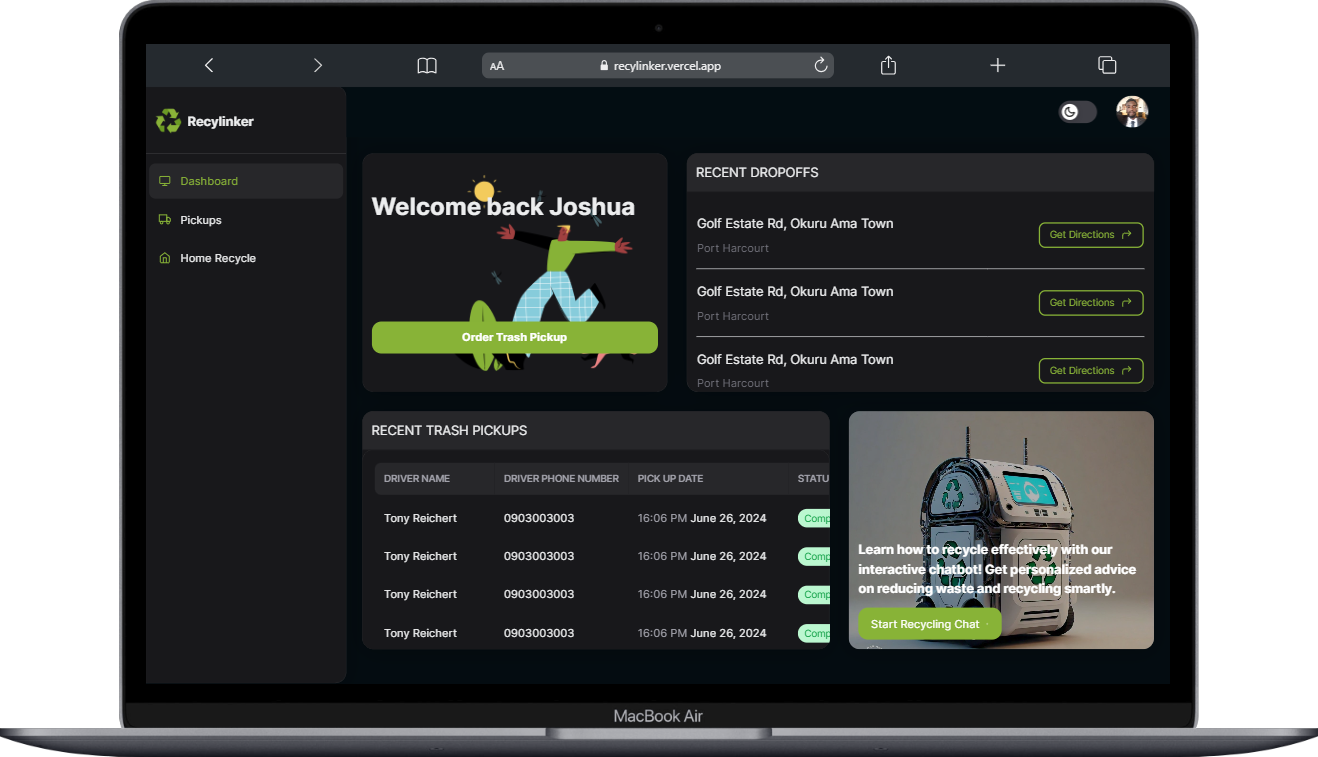 AA recylinker.vercel.app
Recylinker
Dashboard
Pickups
Home Recycle
Welcome back Joshua
Order Trash Pickup
RECENT DROPOFFS
Golf Estate Rd, Okuru Ama Town
Port Harcourt
Get Directions
Golf Estate Rd, Okuru Ama Town
Port Harcourt
Get Directions
Golf Estate Rd, Okuru Ama Town
Port Harcourt
Get Directions
RECENT TRASH PICKUPS
DRIVER NAME DRIVER PHONE NUMBER PICK UP DATE STATU
Tony Reichert 0903003003 16:06 PM June 26, 2024 Comp
Tony Reichert 0903003003 16:06 PM June 26, 2024 Comp
Tony Reichert 0903003003 16:06 PM June 26, 2024 Comp
Tony Reichert 0903003003 16:06 PM June 26, 2024 Comp
Learn how to recycle effectively with our
interactive chatbot! Get personalized advice
on reducing waste and recycling smartly.
Start Recycling Chat
MacBook Air